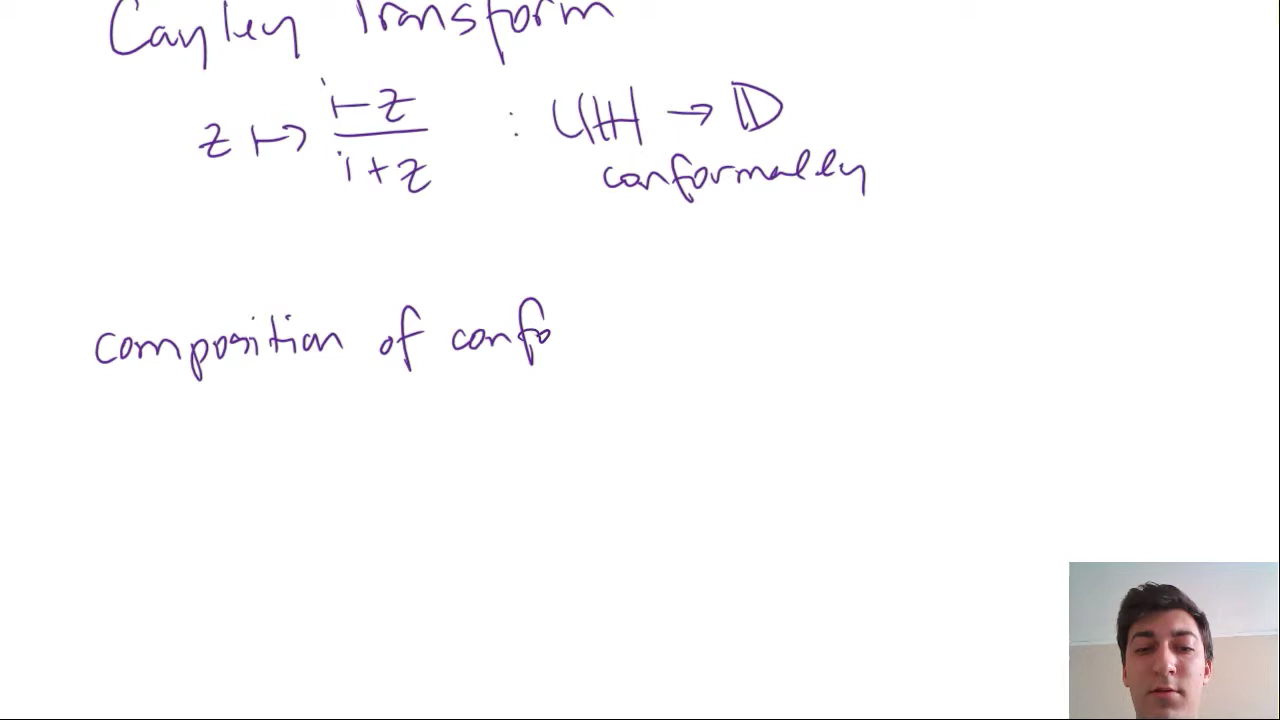 Cayley Transform
z ↦ i-z / i+z : UHH → 𝔻
conformally
composition of confo